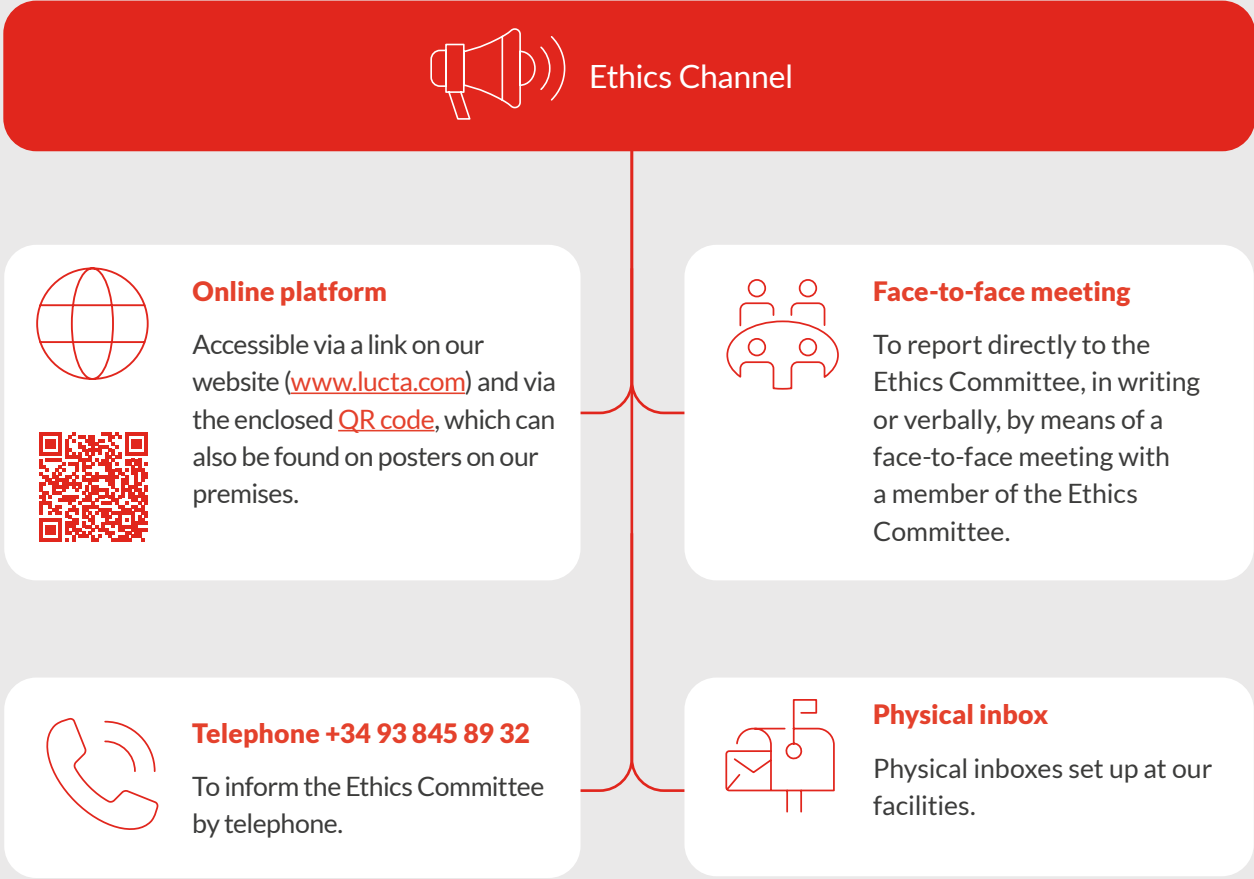 Ethics Channel
Online platform
Accessible via a link on our
website (www.lucta.com) and via
the enclosed QR code, which can
also be found on posters on our
premises.
Face-to-face meeting
To report directly to the
Ethics Committee, in writing
or verbally, by means of a
face-to-face meeting with
a member of the Ethics
Committee.
Telephone +34 93 845 89 32
To inform the Ethics Committee
by telephone.
Physical inbox
Physical inboxes set up at our
facilities.